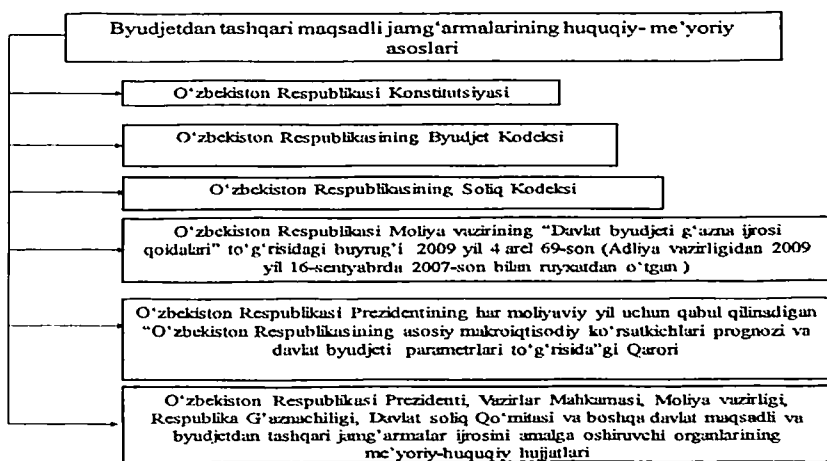 Byudjetdan tashqari maqsadli jamg‘armalarining huquqiy- me’yoriy
asoslari
O‘zbekiston Respublikasi Konstitutsiyasi
O‘zbekiston Respublikasining Byudjet Kodeksi
O‘zbekiston Respublikasining Soliq Kodeksi
O‘zbekiston Respublikasi Moliya vazirining “Davlat byudjeti g‘azna ijrosi
qoidalari” to‘g‘risidagi buyrug‘i 2009 yil 4 arel 69-son (Adliya vazirligidan 2009
yil 16-sentyabrda 2007-son bilan ruyxatdan o‘tgan )
O‘zbekiston Respublikasi Prezidentining har moliyaviy yil uchun qabul qilinadigan
“O‘zbekiston Respublikasining asosiy makroiqtisodiy ko‘rsatkichlari prognozi va
davlat byudjeti parametrlari to‘g‘risida”gi Qarori
O‘zbekiston Respublikasi Prezidenti, Vazirlar Mahkamasi, Moliya vazirligi,
Respublika G‘aznachiligi, Davlat soliq Qo‘mitasi va boshqa davlat maqsadli va
byudjetdan tashqari jamg‘armalar ijrosini amalga oshiruvchi organlarining
me’yoriy-huquqiy hujjatlari